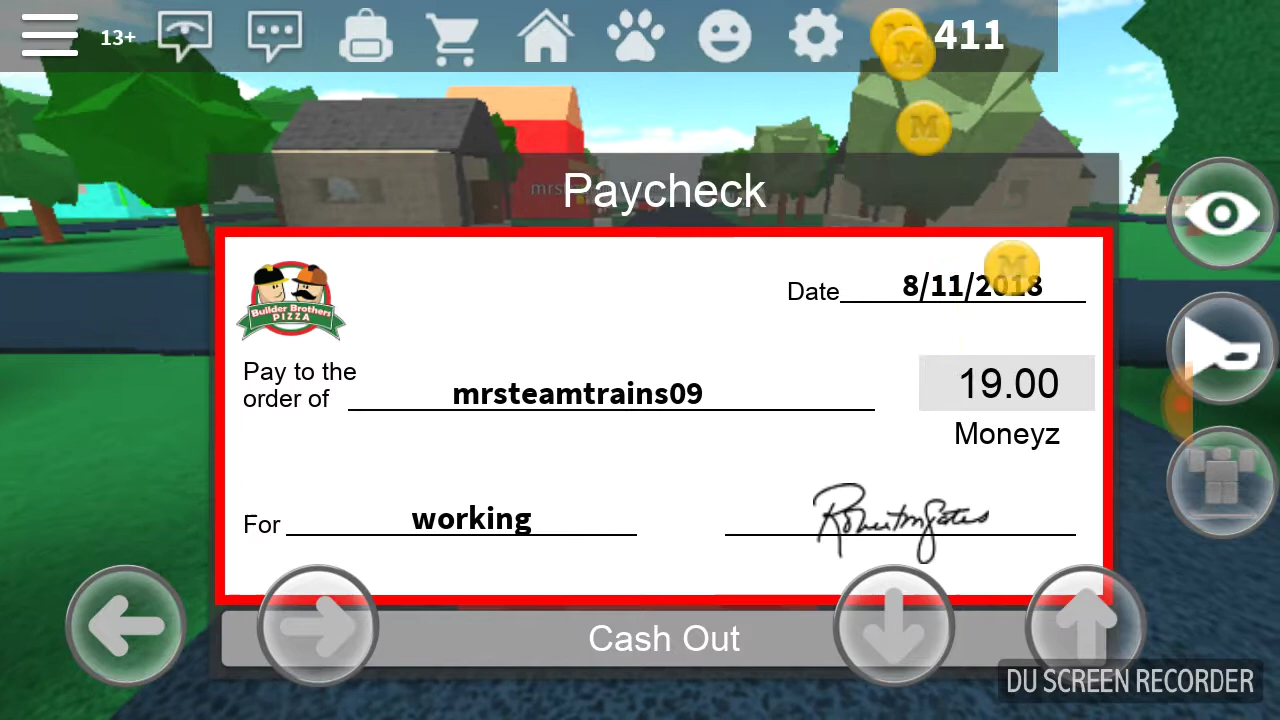 13+
411
Paycheck
Builder Brothers
PIZZA
Date 8/11/2018
Pay to the
order of mrsteamtrains09
19.00
Moneyz
For working
Cash Out
DU SCREEN RECORDER